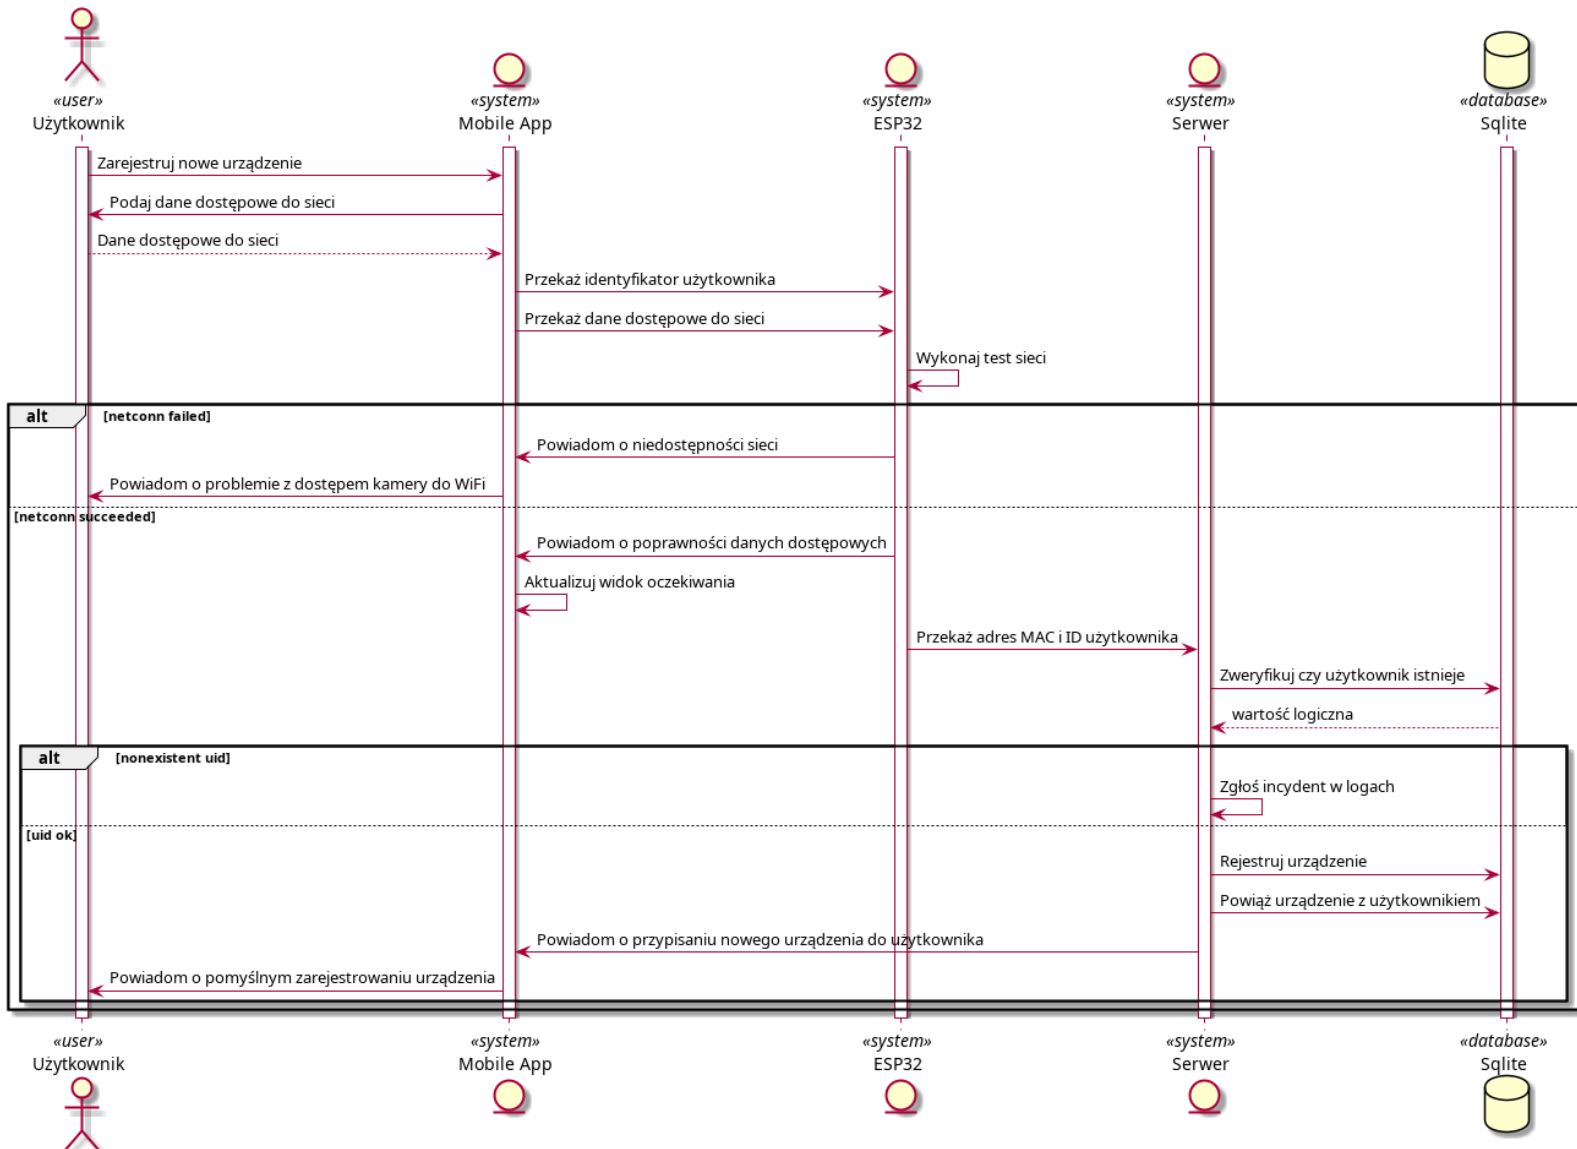 «user»
Użytkownik
«system»
Mobile App
«system»
ESP32
«system»
Serwer
«database»
Sqlite
Zarejestruj nowe urządzenie
Podaj dane dostępowe do sieci
Dane dostępowe do sieci
Przekaż identyfikator użytkownika
Przekaż dane dostępowe do sieci
Wykonaj test sieci
alt [netconn failed]
Powiadom o niedostępności sieci
Powiadom o problemie z dostępem kamery do WiFi
[netconn succeeded]
Powiadom o poprawności danych dostępowych
Aktualizuj widok oczekiwania
Przekaż adres MAC i ID użytkownika
Zweryfikuj czy użytkownik istnieje
wartość logiczna
alt [nonexistent uid]
Zgłoś incydent w logach
[uid ok]
Rejestruj urządzenie
Powiąż urządzenie z użytkownikiem
Powiadom o przypisaniu nowego urządzenia do użytkownika
Powiadom o pomyślnym zarejestrowaniu urządzenia
«user»
Użytkownik
«system»
Mobile App
«system»
ESP32
«system»
Serwer
«database»
Sqlite